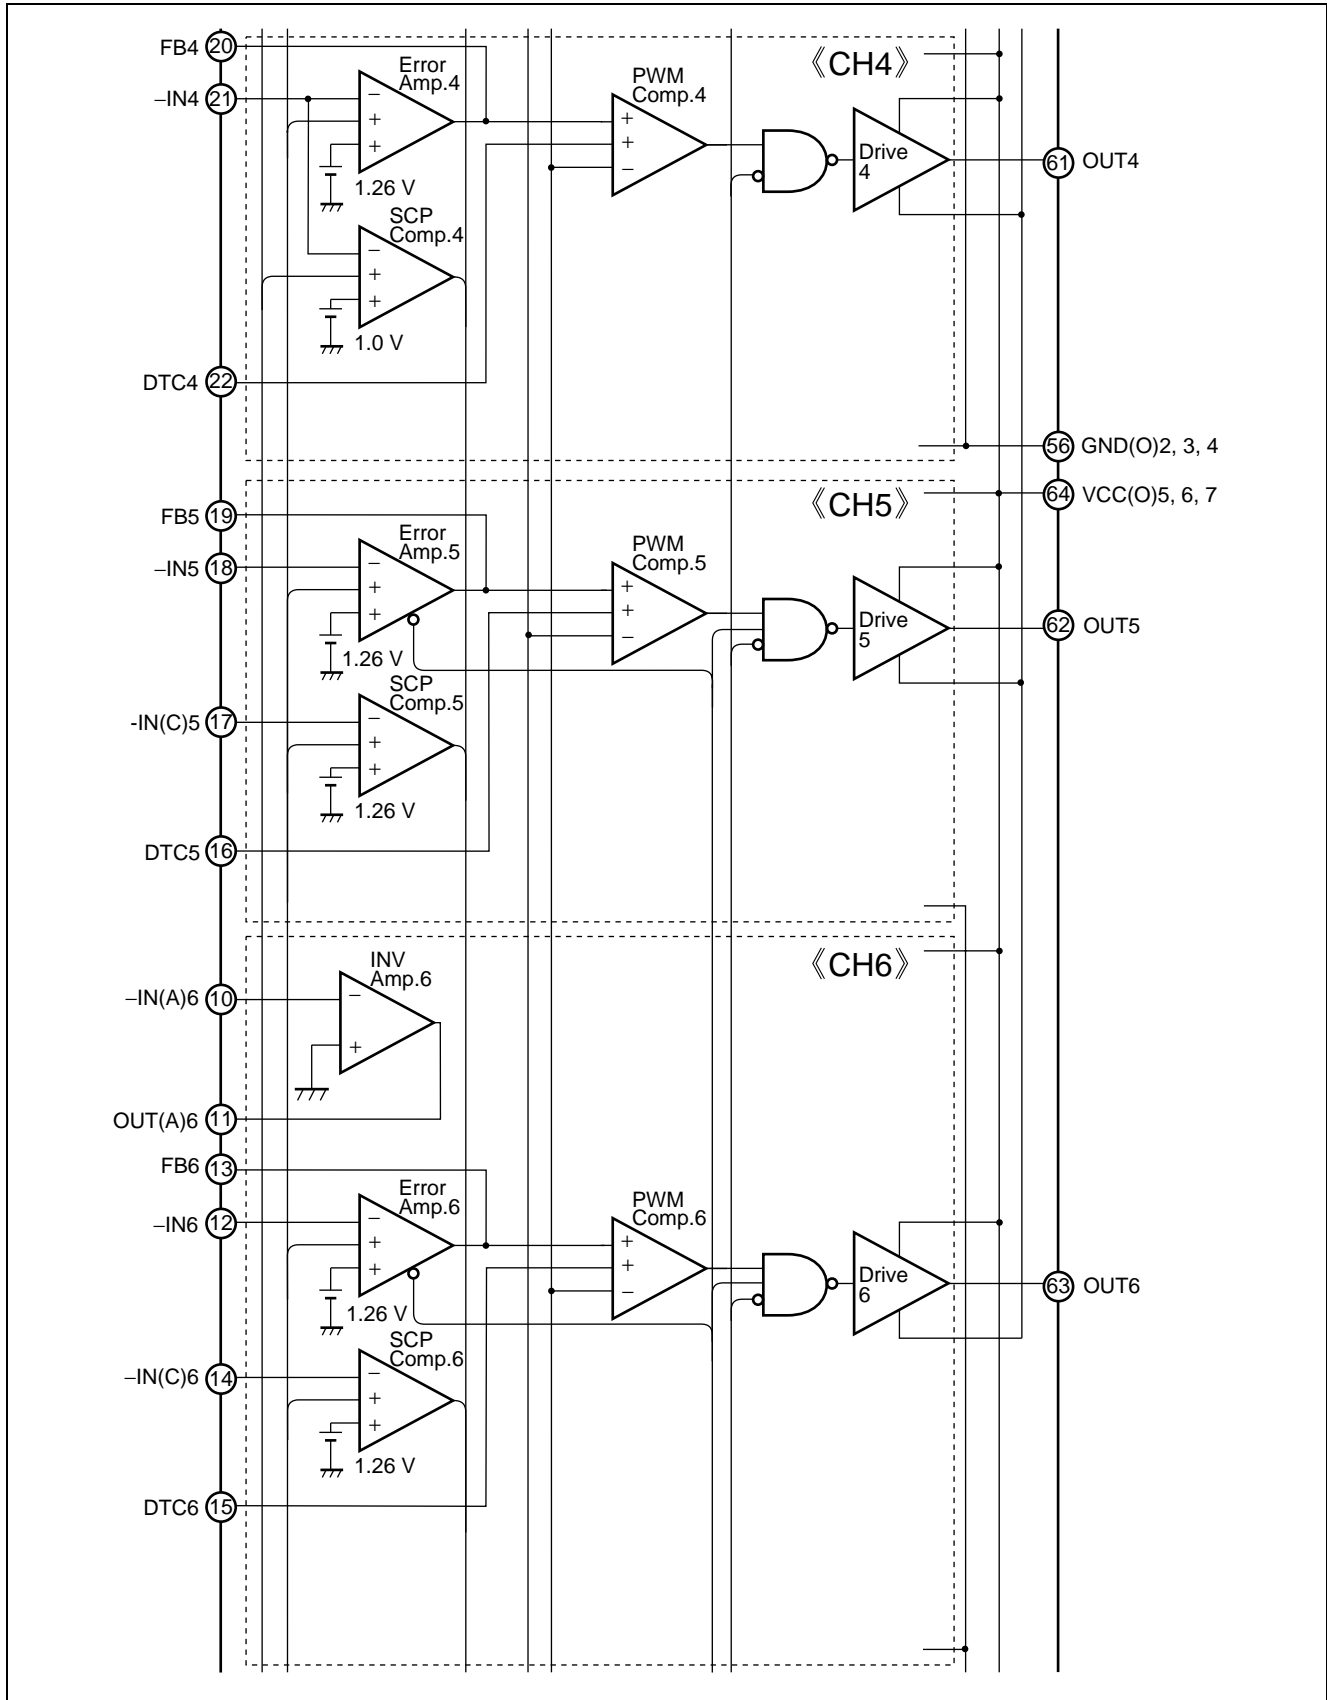 FB4 20
《CH4》
Error
Amp.4
PWM
Comp.4
−IN4 21
−
+
+
+
+
−
Drive
4
61 OUT4
1.26 V
SCP
Comp.4
−
+
+
1.0 V
DTC4 22
56 GND(O)2, 3, 4
64 VCC(O)5, 6, 7
《CH5》
FB5 19
Error
Amp.5
PWM
Comp.5
−IN5 18
−
+
+
+
+
−
Drive
5
62 OUT5
1.26 V
SCP
Comp.5
-IN(C)5 17
−
+
+
1.26 V
DTC5 16
《CH6》
INV
Amp.6
−IN(A)6 10
−
+
OUT(A)6 11
FB6 13
Error
Amp.6
PWM
Comp.6
−IN6 12
−
+
+
+
+
−
Drive
6
63 OUT6
1.26 V
SCP
Comp.6
−IN(C)6 14
−
+
+
1.26 V
DTC6 15